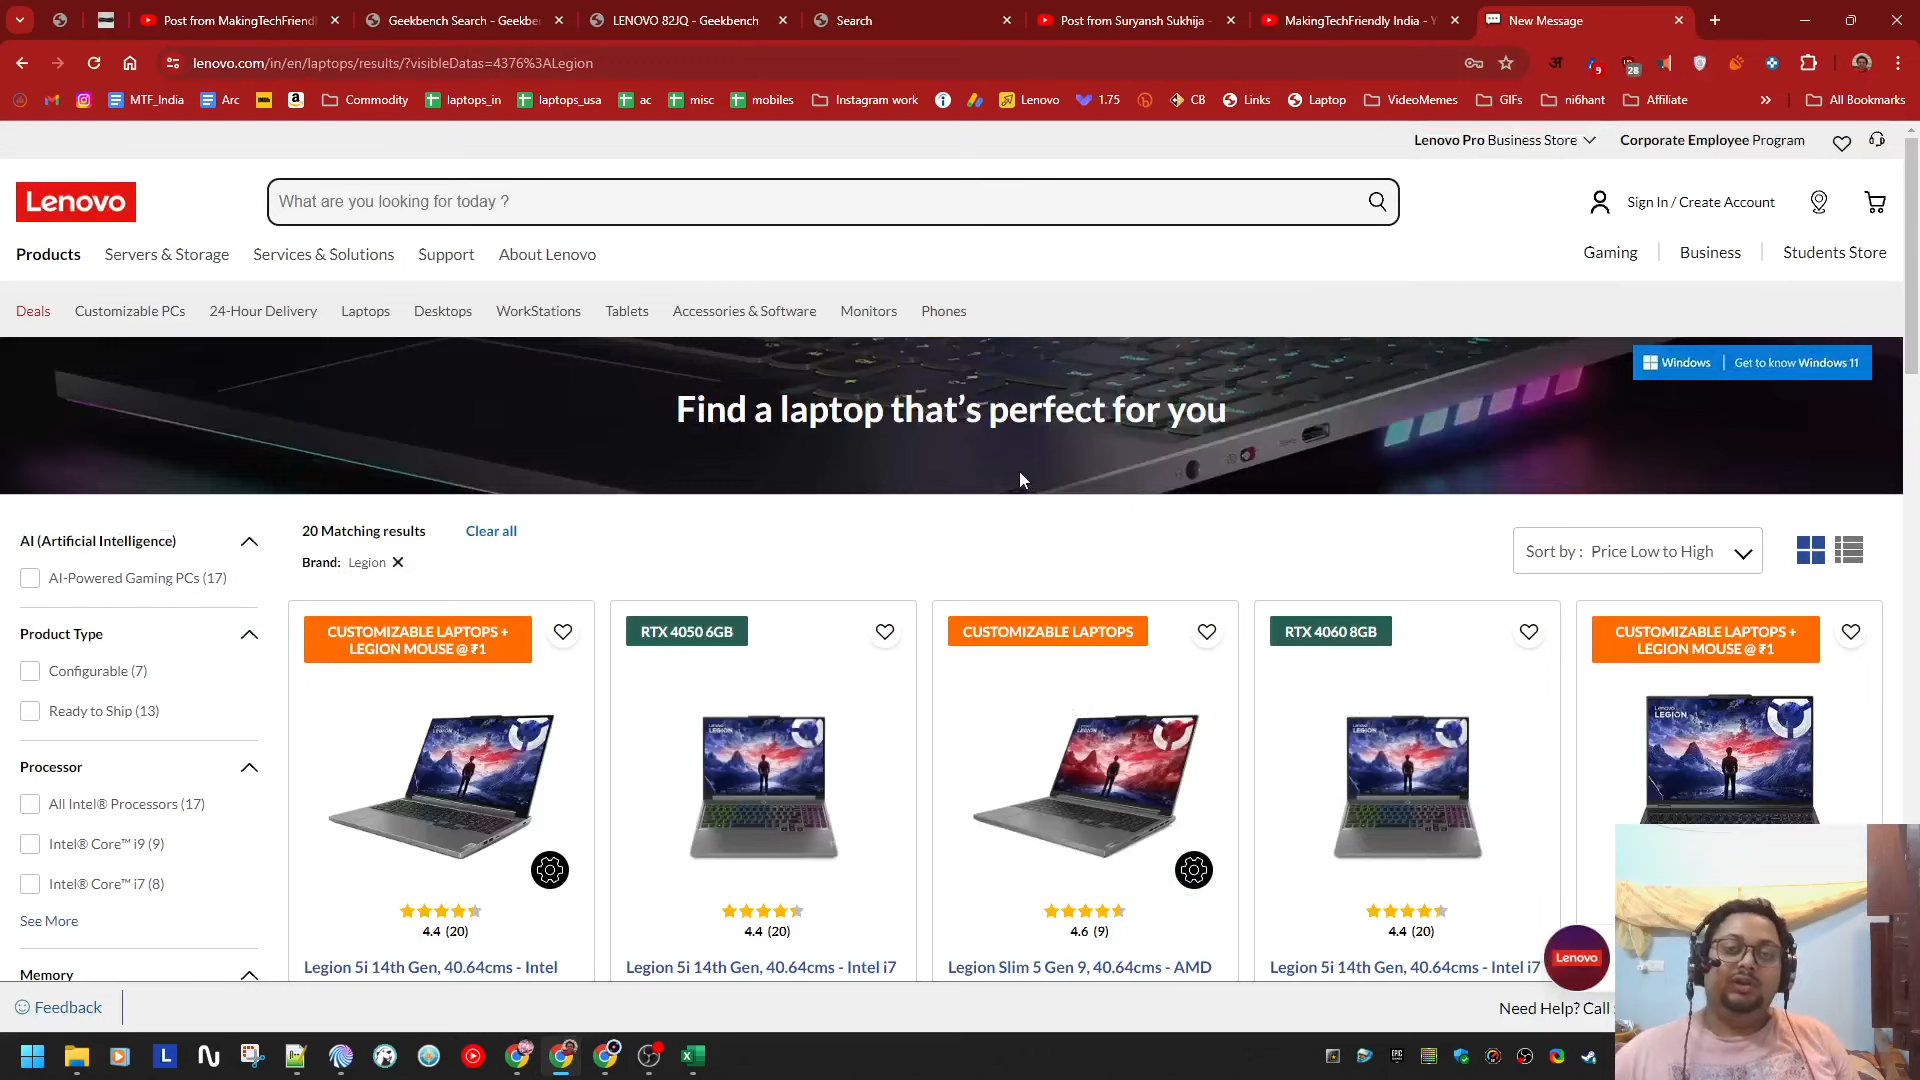 Post from MakingTechFriendl
Geekbench Search - Geekbe
LENOVO 82JQ - Geekbench
Search
Post from Suryansh Sukhija -
MakingTechFriendly India - Y
New Message
lenovo.com/in/en/laptops/results/?visibleDatas=4376%3ALegion
9
28
MTF_India
Arc
Commodity
laptops_in
laptops_usa
ac
misc
mobiles
Instagram work
Lenovo
1.75
CB
Links
Laptop
VideoMemes
GIFs
ni6hant
Affiliate
All Bookmarks
Lenovo Pro Business Store
Corporate Employee Program
Lenovo
What are you looking for today ?
Sign In / Create Account
Products
Servers & Storage
Services & Solutions
Support
About Lenovo
Gaming
Business
Students Store
Deals
Customizable PCs
24-Hour Delivery
Laptops
Desktops
WorkStations
Tablets
Accessories & Software
Monitors
Phones
Windows
Get to know Windows 11
Find a laptop that's perfect for you
AI (Artificial Intelligence)
AI-Powered Gaming PCs (17)
Product Type
Configurable (7)
Ready to Ship (13)
Processor
All Intel® Processors (17)
Intel® Core™ i9 (9)
Intel® Core™ i7 (8)
See More
Memory
20 Matching results
Clear all
Brand: Legion
Sort by : Price Low to High
CUSTOMIZABLE LAPTOPS +
LEGION MOUSE @ ₹1
4.4 (20)
Legion 5i 14th Gen, 40.64cms - Intel
RTX 4050 6GB
4.4 (20)
Legion 5i 14th Gen, 40.64cms - Intel i7
CUSTOMIZABLE LAPTOPS
4.6 (9)
Legion Slim 5 Gen 9, 40.64cms - AMD
RTX 4060 8GB
4.4 (20)
Legion 5i 14th Gen, 40.64cms - Intel i7
CUSTOMIZABLE LAPTOPS +
LEGION MOUSE @ ₹1
LEGION
Lenovo
Feedback
Need Help? Call